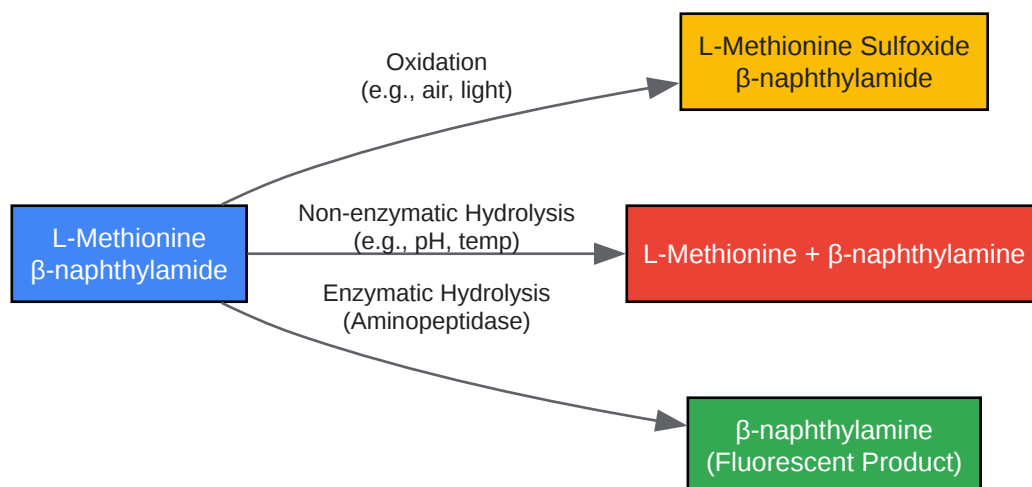 Oxidation
(e.g., air, light)
L-Methionine Sulfoxide
β-naphthylamide
L-Methionine
β-naphthylamide
Non-enzymatic Hydrolysis
(e.g., pH, temp)
L-Methionine + β-naphthylamine
Enzymatic Hydrolysis
(Aminopeptidase)
β-naphthylamine
(Fluorescent Product)